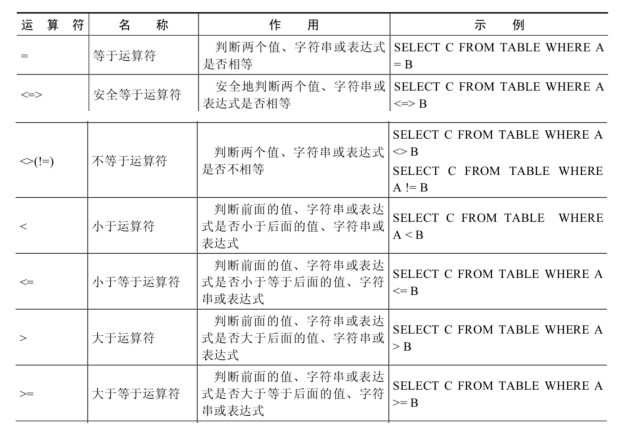 运 算 符 名 称 作 用 示 例
= 等于运算符 判断两个值、字符串或表达式 SELECT C FROM TABLE WHERE A
是否相等 = B
<=> 安全等于运算符 安全地判断两个值、字符串或 SELECT C FROM TABLE WHERE A
表达式是否相等 <=> B
<>(!=) 不等于运算符 判断两个值、字符串或表达式
是否不相等
SELECT C FROM TABLE WHERE A
<> B
SELECT C FROM TABLE WHERE
A != B
< 小于运算符 判断前面的值、字符串或表达
式是否小于后面的值、字符串或
表达式
SELECT C FROM TABLE WHERE
A < B
<= 小于等于运算符 判断前面的值、字符串或表达
式是否小于等于后面的值、字符
串或表达式
SELECT C FROM TABLE WHERE A
<= B
> 大于运算符 判断前面的值、字符串或表达
式是否大于后面的值、字符串或
表达式
SELECT C FROM TABLE WHERE A
> B
>= 大于等于运算符 判断前面的值、字符串或表达
式是否大于等于后面的值、字符
串或表达式
SELECT C FROM TABLE WHERE A
>= B